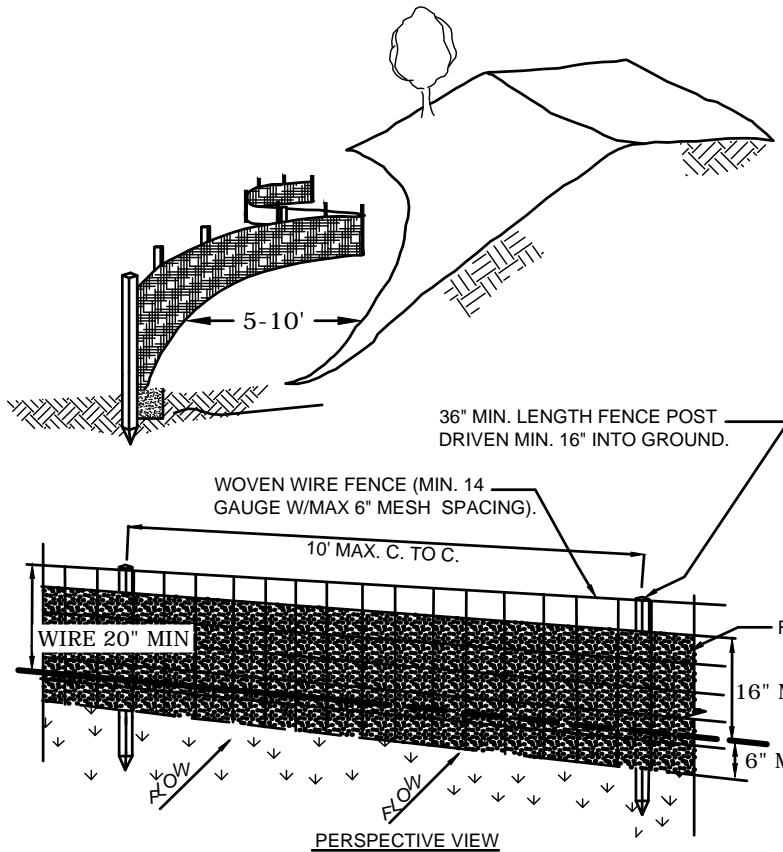 5-10'
36" MIN. LENGTH FENCE POST
DRIVEN MIN. 16" INTO GROUND.
WOVEN WIRE FENCE (MIN. 14
GAUGE W/MAX 6" MESH SPACING).
10' MAX. C. TO C.
WIRE 20" MIN
F
16" M
6" M
FLOW
FLOW
PERSPECTIVE VIEW